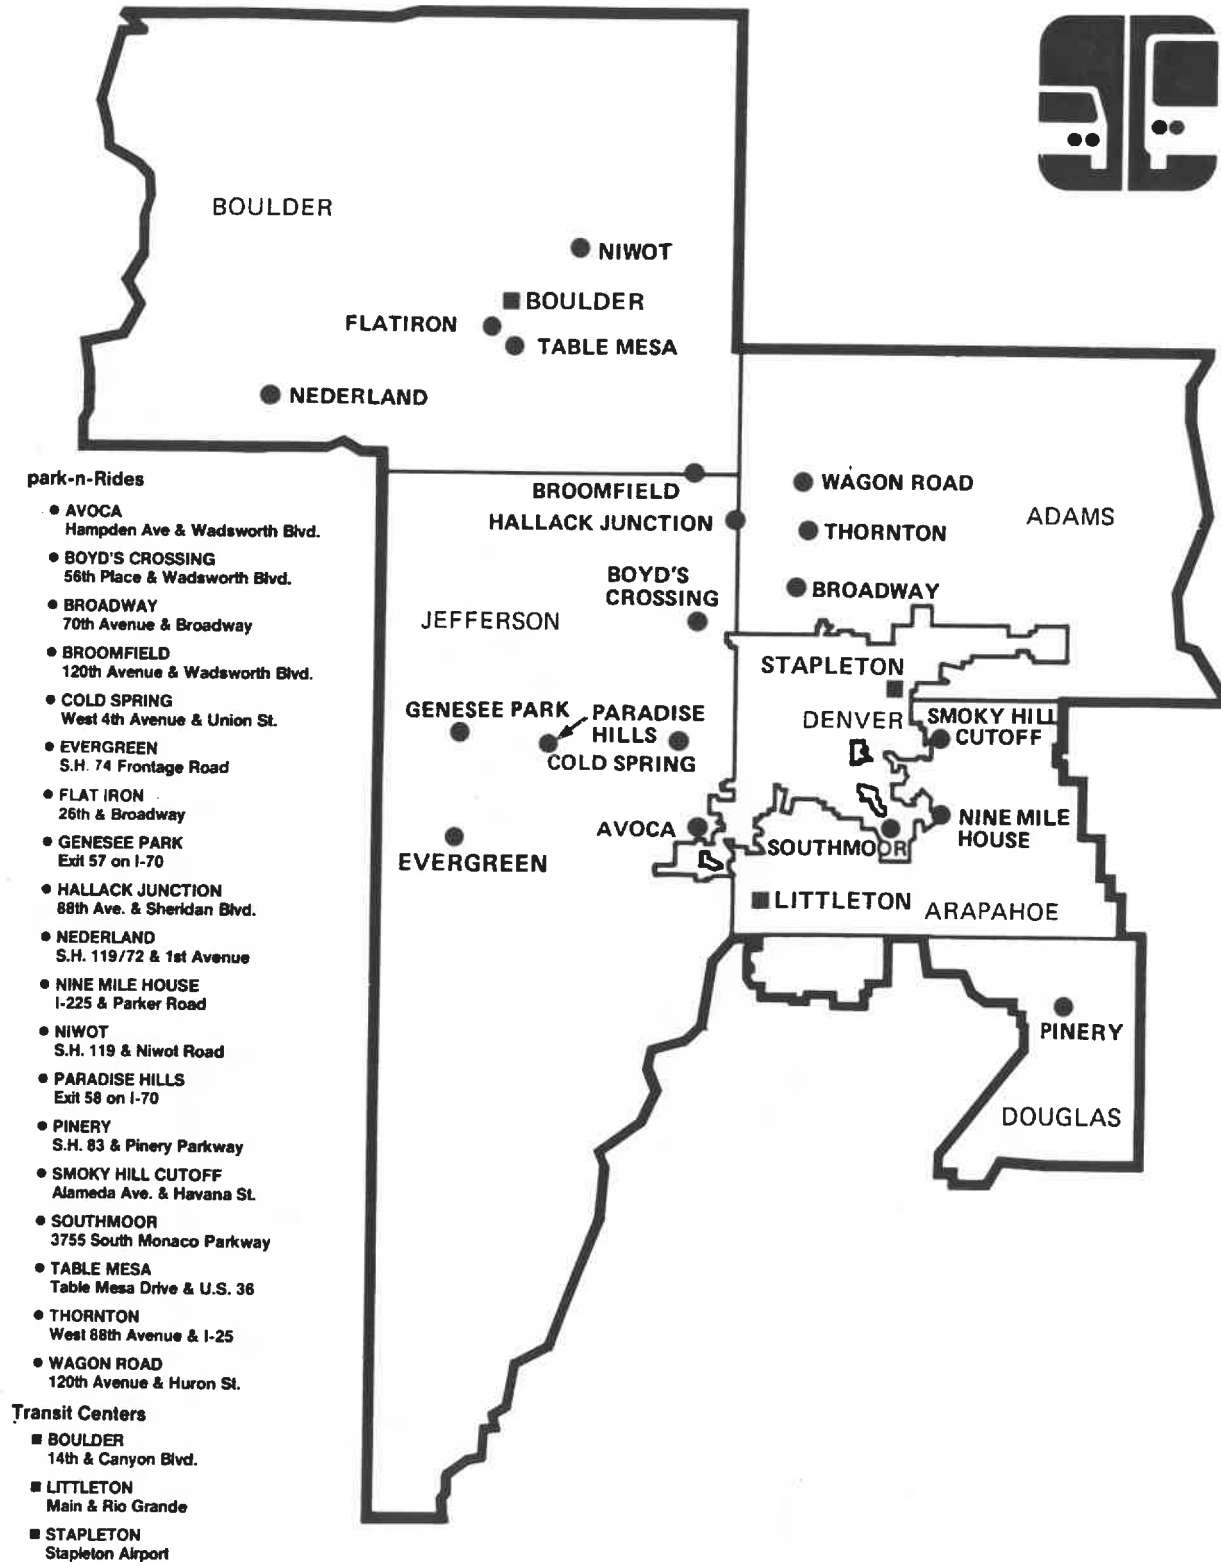 BOULDER
NIWOT
BOULDER
FLATIRON
TABLE MESA
NEDERLAND
BROOMFIELD
HALLACK JUNCTION
WAGON ROAD
THORNTON
ADAMS
BOYD'S
CROSSING
BROADWAY
JEFFERSON
STAPLETON
GENESEE PARK
PARADISE
HILLS
COLD SPRING
DENVER
SMOKY HILL
CUTOFF
AVOCA
EVERGREEN
SOUTHMOOR
NINE MILE
HOUSE
LITTLETON
ARAPAHOE
PINERY
DOUGLAS
park-n-Rides
AVOCA
Hampden Ave & Wadsworth Blvd.
BOYD'S CROSSING
56th Place & Wadsworth Blvd.
BROADWAY
70th Avenue & Broadway
BROOMFIELD
120th Avenue & Wadsworth Blvd.
COLD SPRING
West 4th Avenue & Union St.
EVERGREEN
S.H. 74 Frontage Road
FLAT IRON
26th & Broadway
GENESEE PARK
Exit 57 on I-70
HALLACK JUNCTION
88th Ave. & Sheridan Blvd.
NEDERLAND
S.H. 119/72 & 1st Avenue
NINE MILE HOUSE
I-225 & Parker Road
NIWOT
S.H. 119 & Niwot Road
PARADISE HILLS
Exit 58 on I-70
PINERY
S.H. 83 & Pinery Parkway
SMOKY HILL CUTOFF
Alameda Ave. & Havana St.
SOUTHMOOR
3755 South Monaco Parkway
TABLE MESA
Table Mesa Drive & U.S. 36
THORNTON
West 88th Avenue & I-25
WAGON ROAD
120th Avenue & Huron St.
Transit Centers
BOULDER
14th & Canyon Blvd.
LITTLETON
Main & Rio Grande
STAPLETON
Stapleton Airport